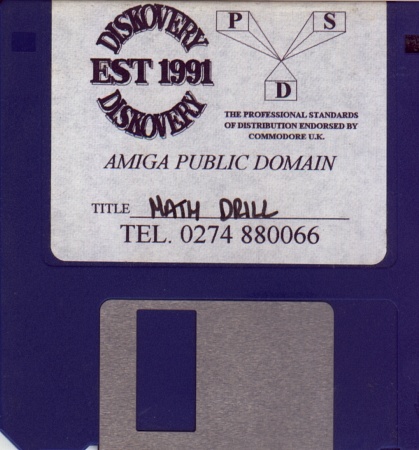 DISKOVERY
EST 1991
DISKOVERY
P S
D
THE PROFESSIONAL STANDARDS
OF DISTRIBUTION ENDORSED BY
COMMODORE U.K.
AMIGA PUBLIC DOMAIN
TITLE MATH DRILL
TEL. 0274 880066